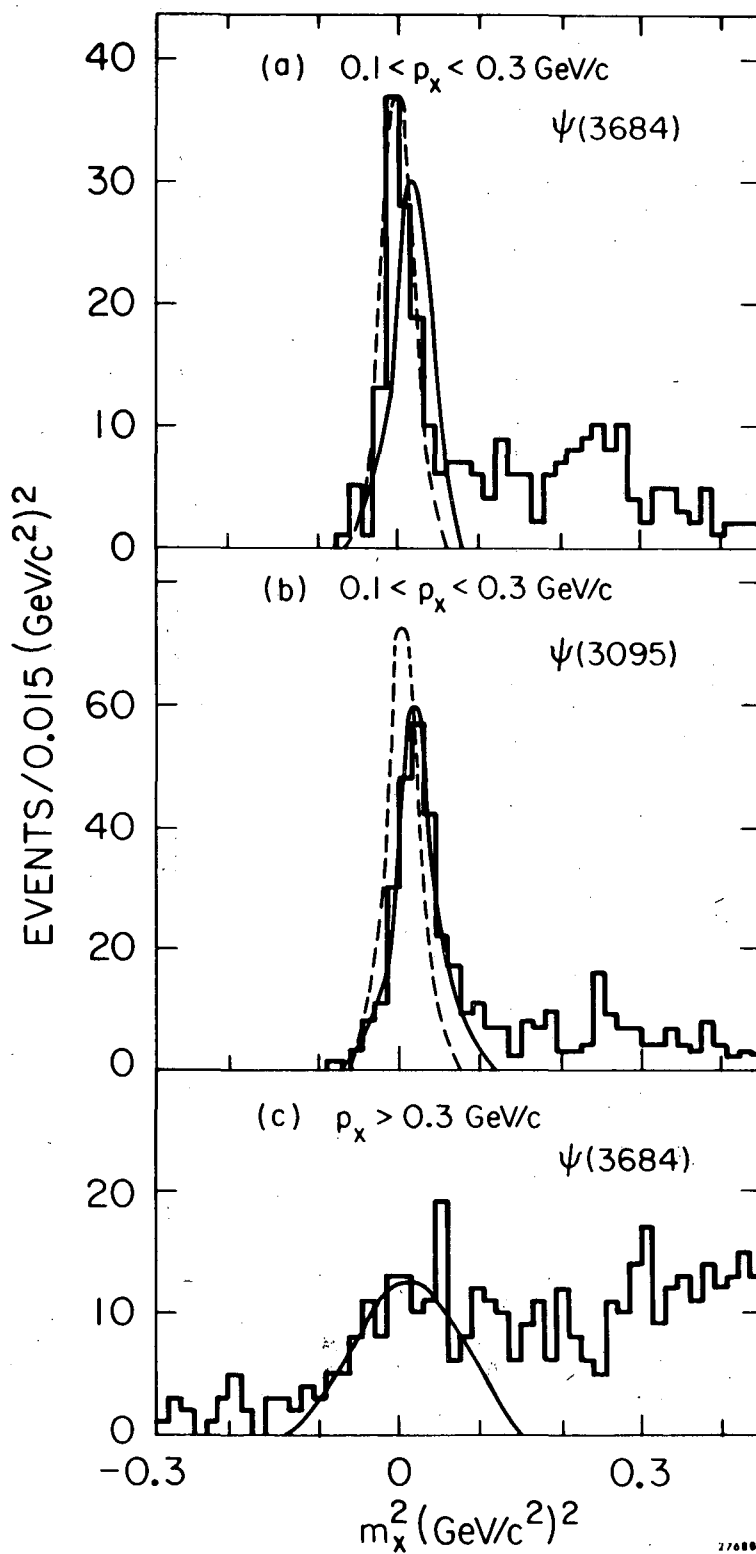 EVENTS/0.015 (GeV/c²)²
40
30
20
10
0
(a) 0.1 < pₓ < 0.3 GeV/c
ψ(3684)
60
40
20
0
(b) 0.1 < pₓ < 0.3 GeV/c
ψ(3095)
20
10
0
(c) pₓ > 0.3 GeV/c
ψ(3684)
-0.3 0 0.3
mₓ² (GeV/c²)²